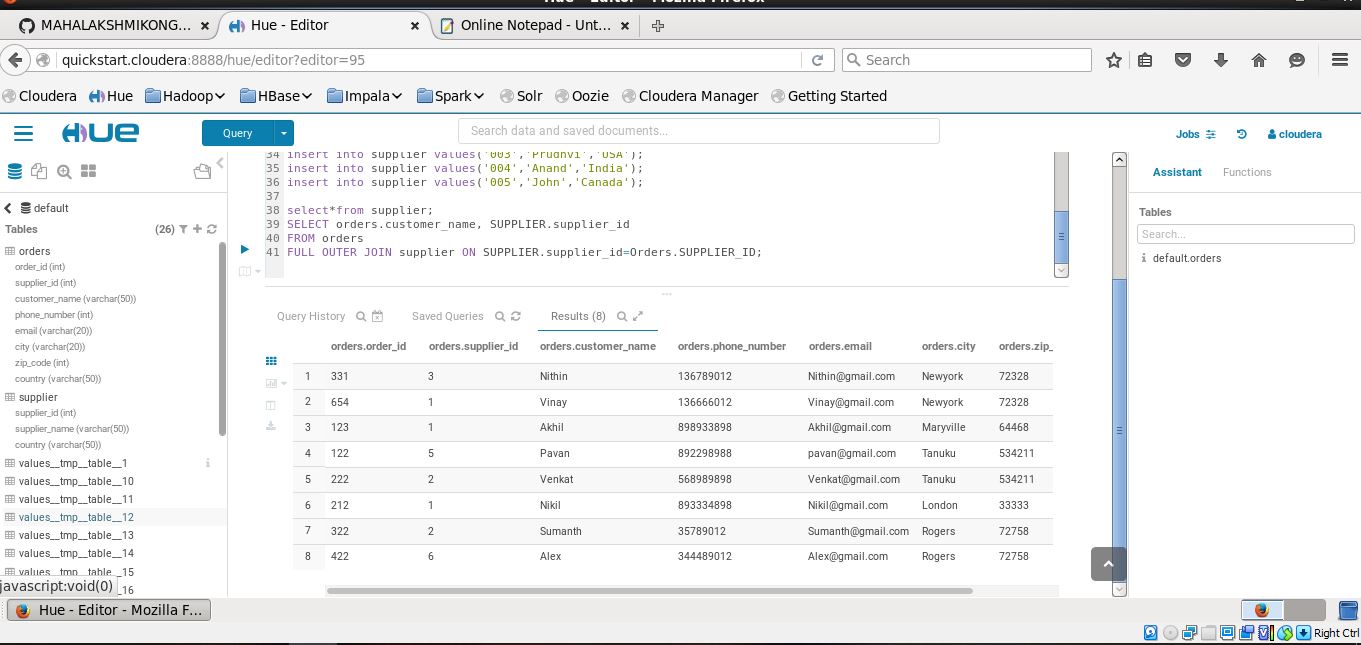 Hue - Editor - Mozilla Firefox
MAHALAKSHMIKONG... ×
Hue - Editor ×
Online Notepad - Unt... ×
quickstart.cloudera:8888/hue/editor?editor=95
Search
Cloudera Hue Hadoop HBase Impala Spark Solr Oozie Cloudera Manager Getting Started
HUE
Query
Search data and saved documents...
Jobs
cloudera
default
Tables (26)
orders
order_id (int)
supplier_id (int)
customer_name (varchar(50))
phone_number (int)
email (varchar(20))
city (varchar(20))
zip_code (int)
country (varchar(50))
supplier
supplier_id (int)
supplier_name (varchar(50))
country (varchar(50))
values__tmp__table__1
values__tmp__table__10
values__tmp__table__11
values__tmp__table__12
values__tmp__table__13
values__tmp__table__14
values__tmp__table__15
_16
javascript:void(0)
34 insert into supplier values('003','Prudhvi','USA');
35 insert into supplier values('004','Anand','India');
36 insert into supplier values('005','John','Canada');
37
38 select*from supplier;
39 SELECT orders.customer_name, SUPPLIER.supplier_id
40 FROM orders
41 FULL OUTER JOIN supplier ON SUPPLIER.supplier_id=Orders.SUPPLIER_ID;
Query History Saved Queries Results (8)
orders.order_id orders.supplier_id orders.customer_name orders.phone_number orders.email orders.city orders.zip_
1 331 3 Nithin 136789012 Nithin@gmail.com Newyork 72328
2 654 1 Vinay 136666012 Vinay@gmail.com Newyork 72328
3 123 1 Akhil 898933898 Akhil@gmail.com Maryville 64468
4 122 5 Pavan 892298988 pavan@gmail.com Tanuku 534211
5 222 2 Venkat 568989898 Venkat@gmail.com Tanuku 534211
6 212 1 Nikil 893334898 Nikil@gmail.com London 33333
7 322 2 Sumanth 35789012 Sumanth@gmail.com Rogers 72758
8 422 6 Alex 344489012 Alex@gmail.com Rogers 72758
Assistant Functions
Tables
Search...
default.orders
Hue - Editor - Mozilla F...
Right Ctrl